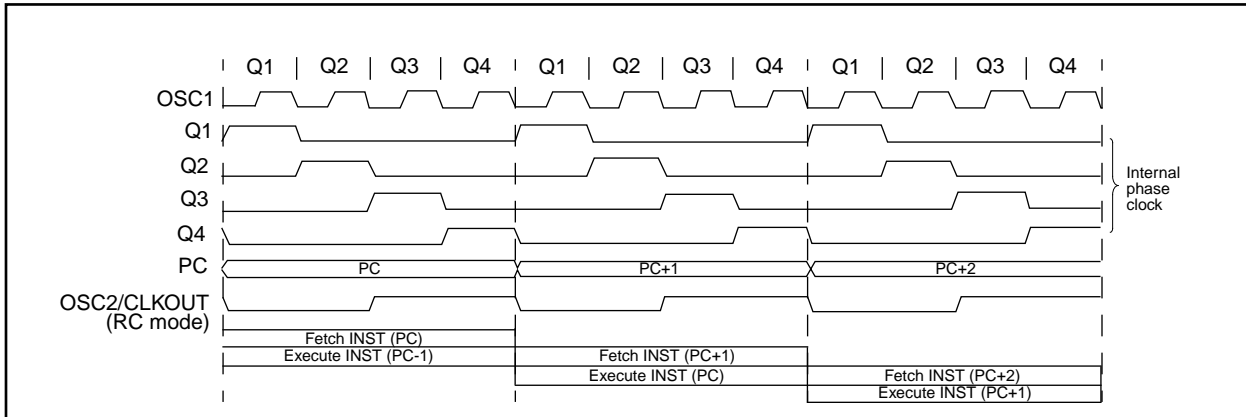 Q1 | Q2 | Q3 | Q4 | Q1 | Q2 | Q3 | Q4 | Q1 | Q2 | Q3 | Q4
OSC1
Q1
Q2
Q3
Q4
Internal
phase
clock
PC
PC
PC+1
PC+2
OSC2/CLKOUT
(RC mode)
Fetch INST (PC)
Execute INST (PC-1)
Fetch INST (PC+1)
Execute INST (PC)
Fetch INST (PC+2)
Execute INST (PC+1)